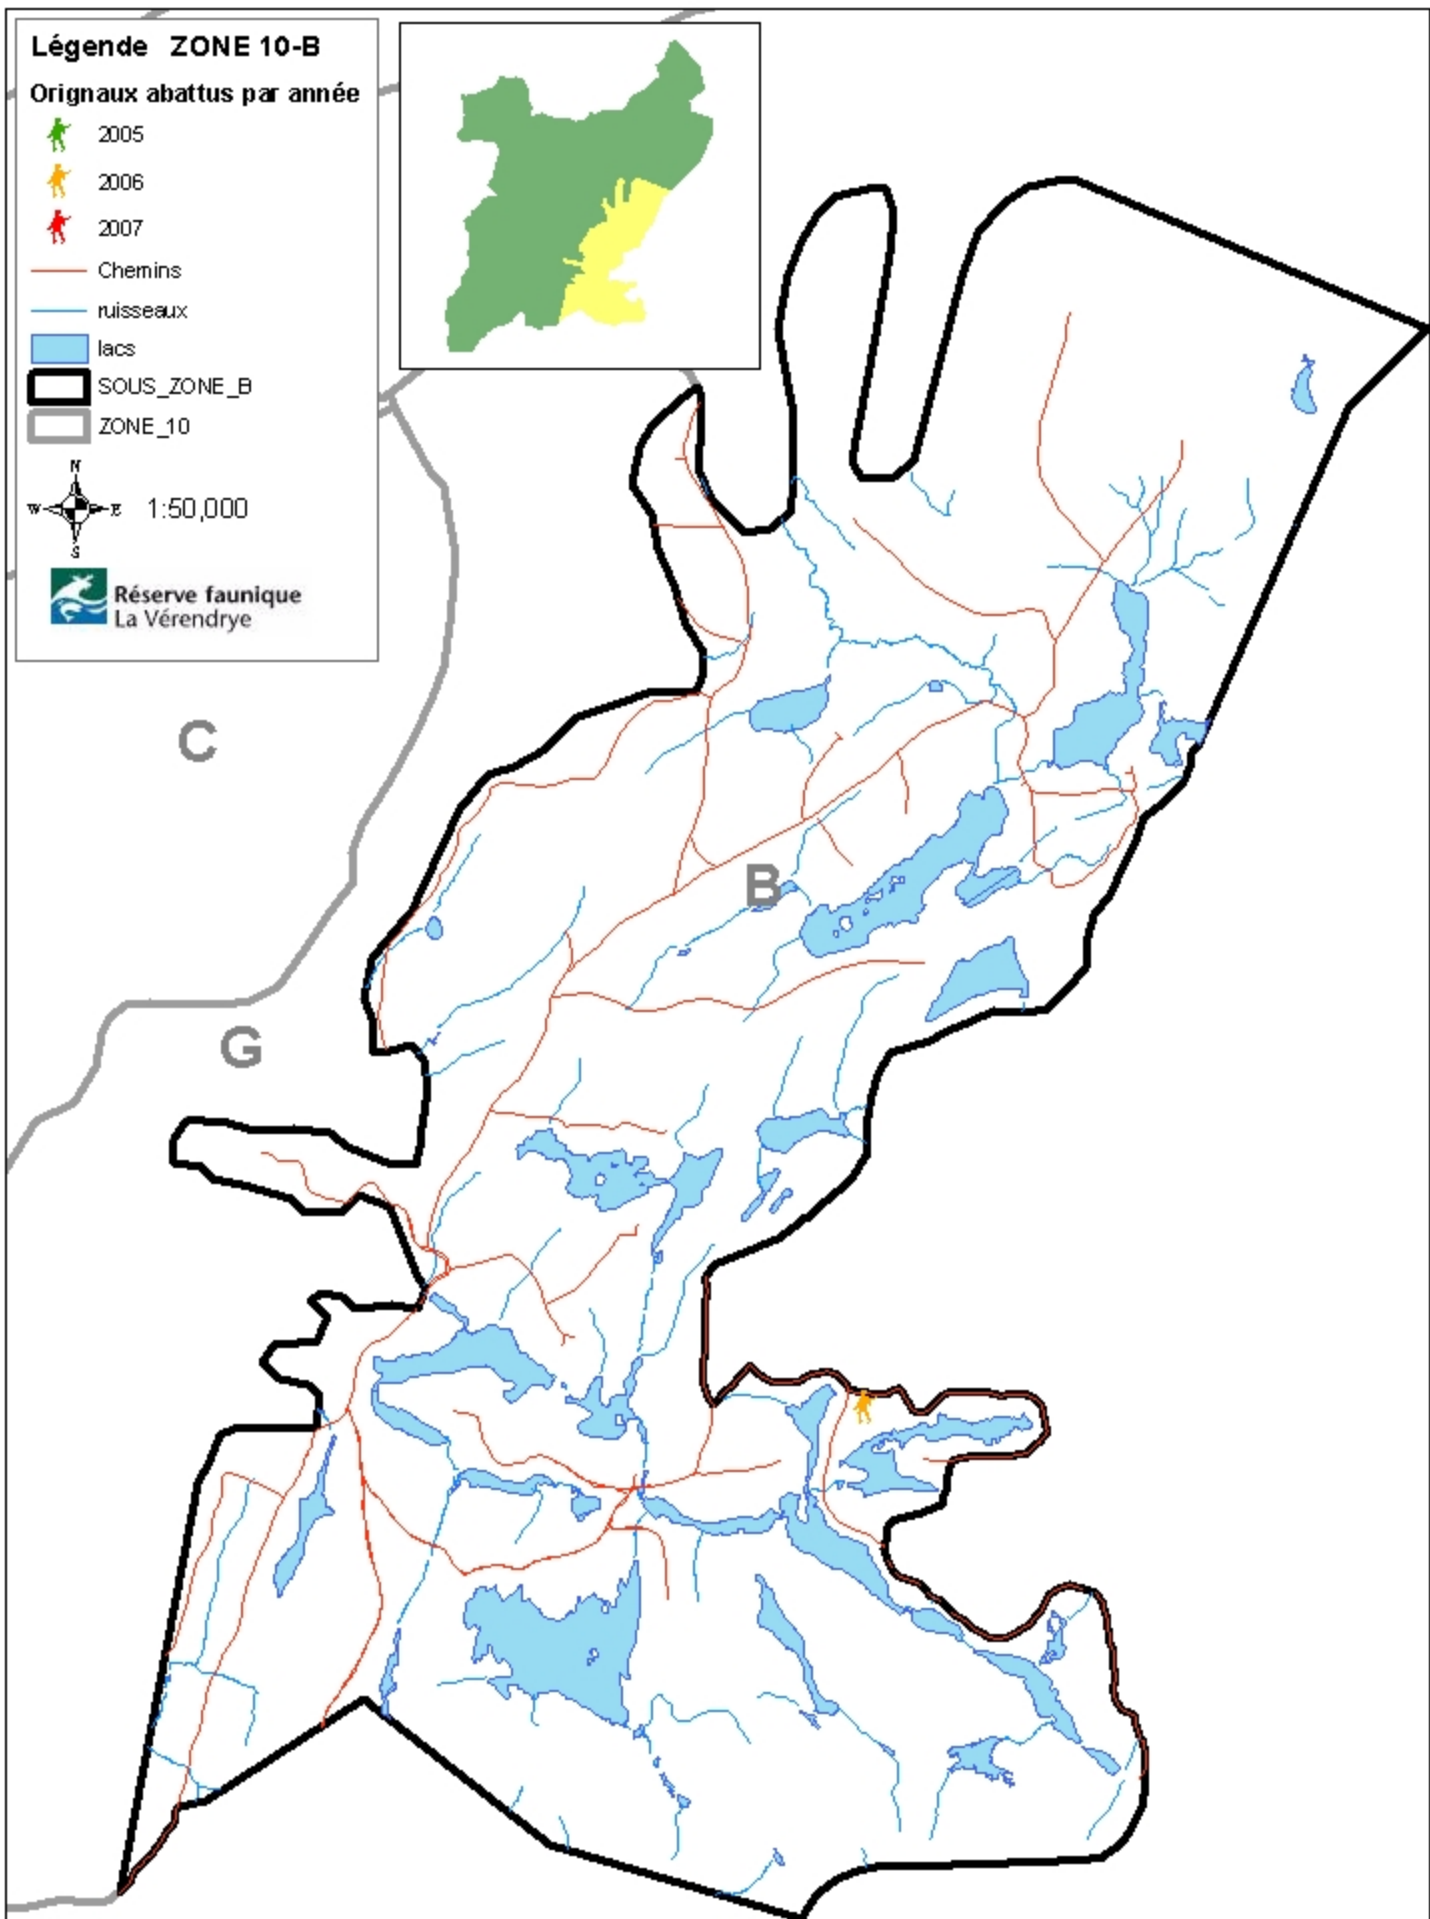 Légende ZONE 10-B
Orignaux abattus par année
2005
2006
2007
Chemins
ruisseaux
lacs
SOUS_ZONE_B
ZONE_10
N
W E 1:50,000
S
Réserve faunique
La Vérendrye
C
B
G